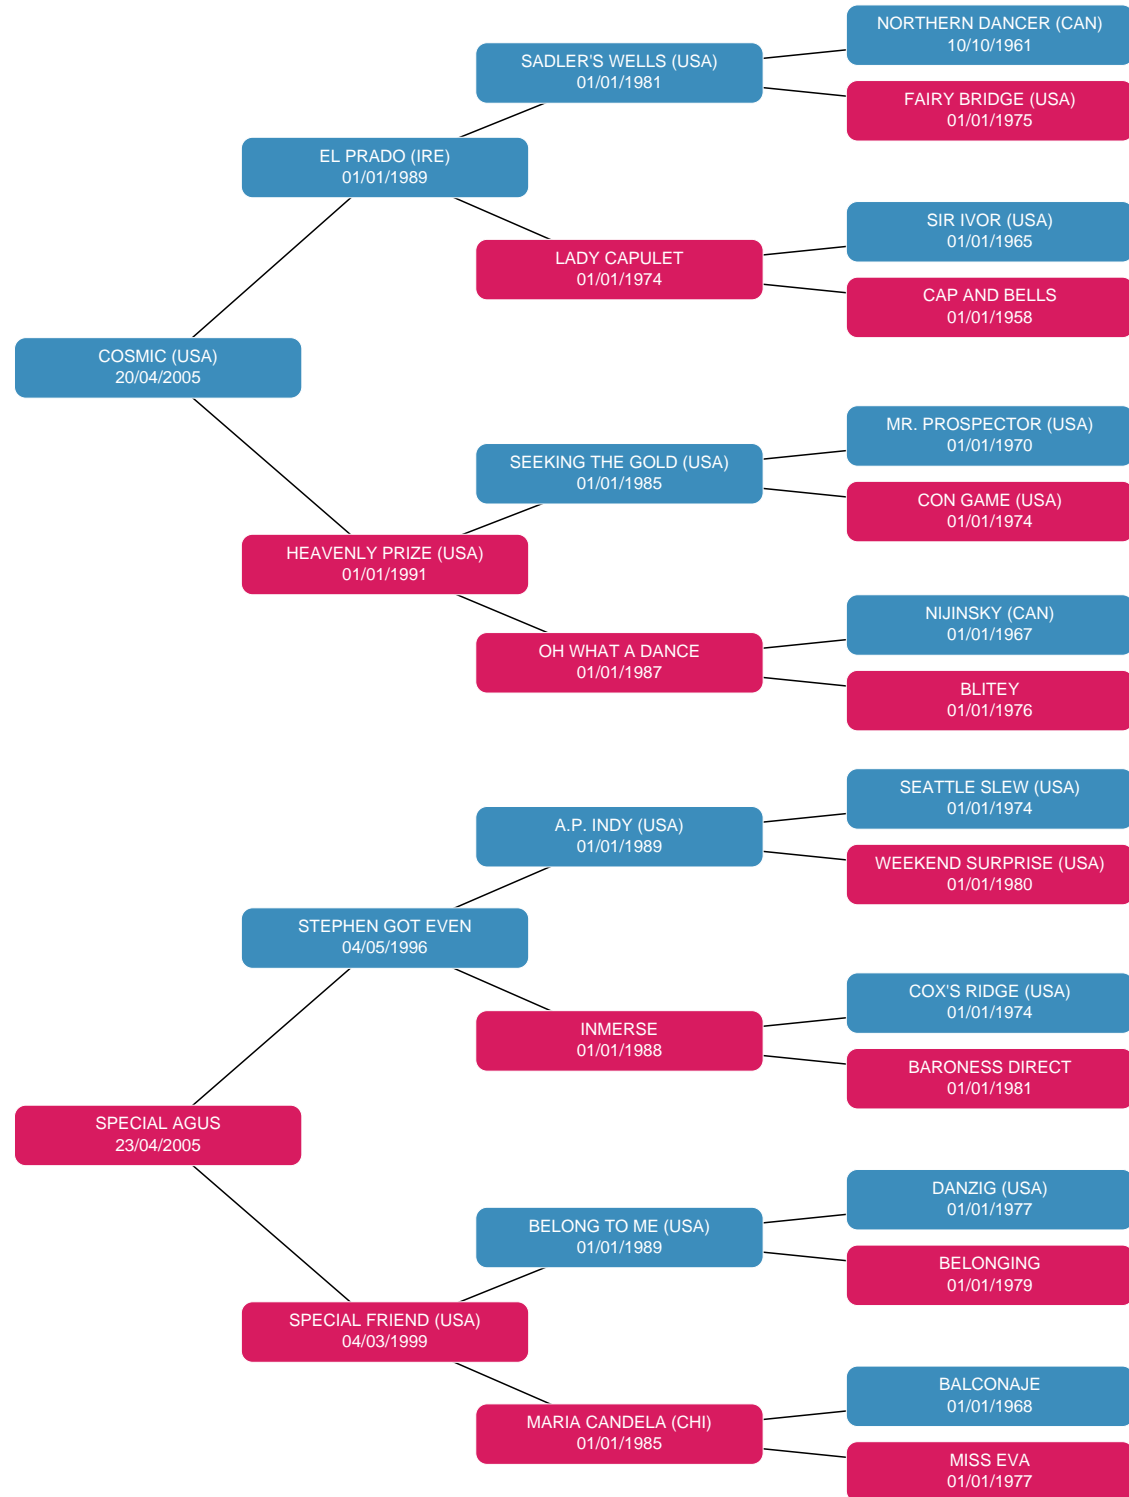 NORTHERN DANCER (CAN)
10/10/1961
SADLER'S WELLS (USA)
01/01/1981
FAIRY BRIDGE (USA)
01/01/1975
EL PRADO (IRE)
01/01/1989
SIR IVOR (USA)
01/01/1965
LADY CAPULET
01/01/1974
CAP AND BELLS
01/01/1958
COSMIC (USA)
20/04/2005
MR. PROSPECTOR (USA)
01/01/1970
SEEKING THE GOLD (USA)
01/01/1985
CON GAME (USA)
01/01/1974
HEAVENLY PRIZE (USA)
01/01/1991
NIJINSKY (CAN)
01/01/1967
OH WHAT A DANCE
01/01/1987
BLITEY
01/01/1976
SEATTLE SLEW (USA)
01/01/1974
A.P. INDY (USA)
01/01/1989
WEEKEND SURPRISE (USA)
01/01/1980
STEPHEN GOT EVEN
04/05/1996
COX'S RIDGE (USA)
01/01/1974
INMERSE
01/01/1988
BARONESS DIRECT
01/01/1981
SPECIAL AGUS
23/04/2005
DANZIG (USA)
01/01/1977
BELONG TO ME (USA)
01/01/1989
BELONGING
01/01/1979
SPECIAL FRIEND (USA)
04/03/1999
BALCONAJE
01/01/1968
MARIA CANDELA (CHI)
01/01/1985
MISS EVA
01/01/1977